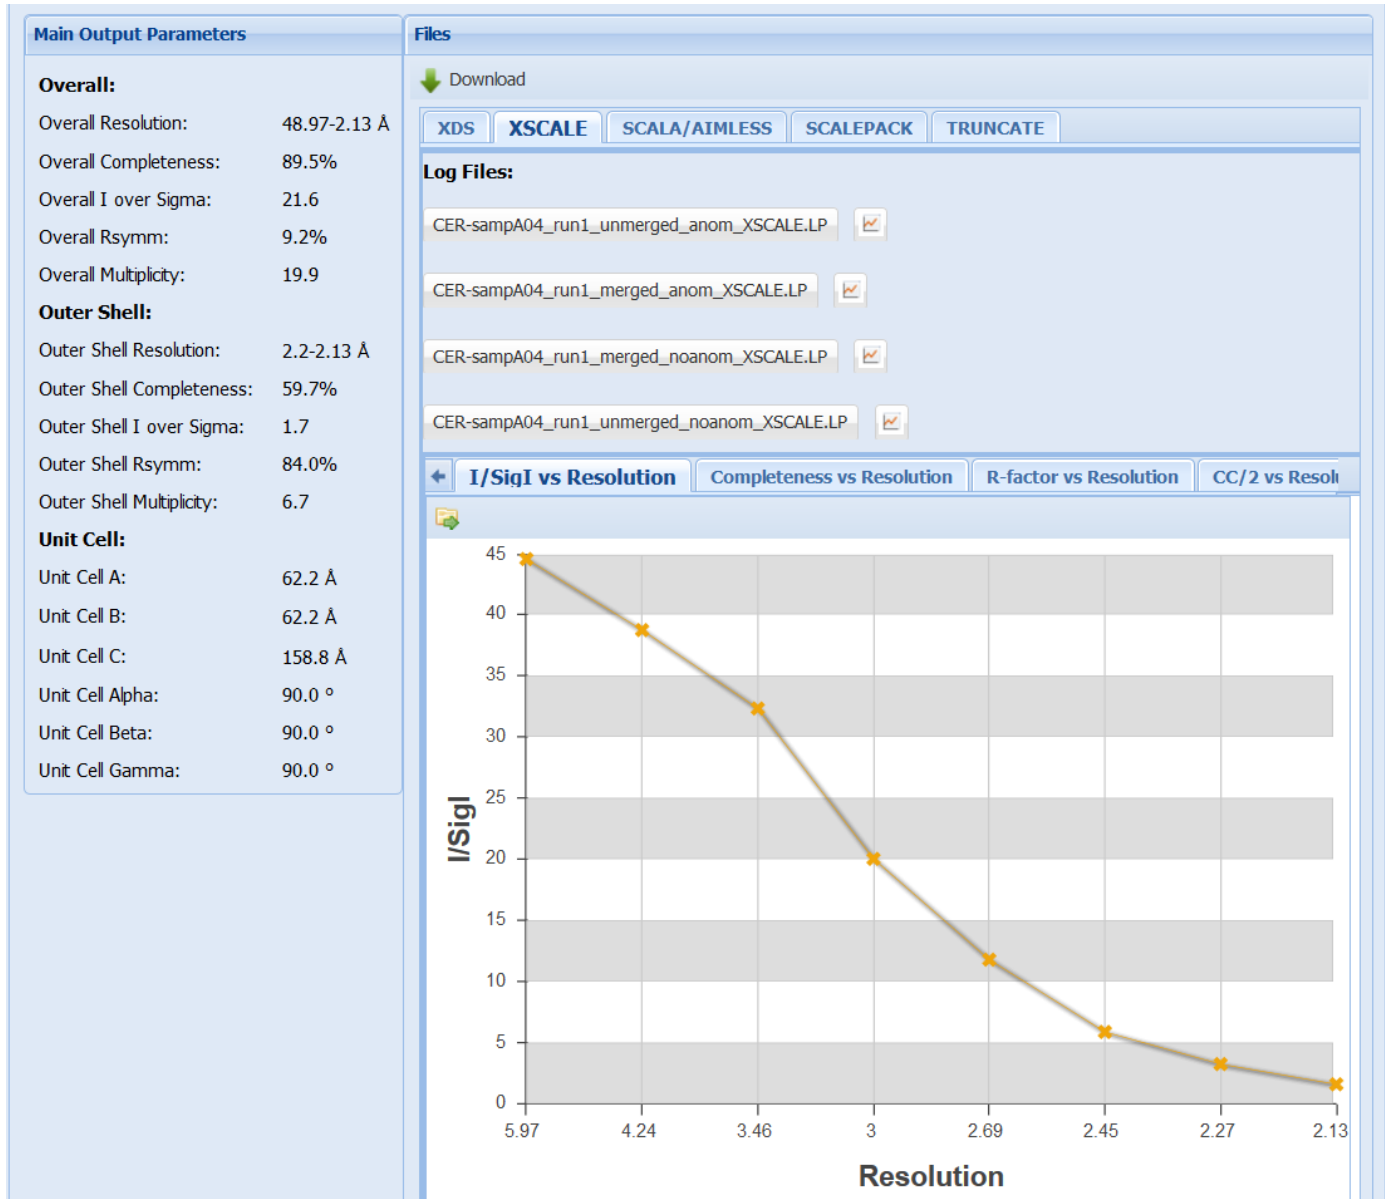 Main Output Parameters
Overall:
Overall Resolution: 48.97-2.13 Å
Overall Completeness: 89.5%
Overall I over Sigma: 21.6
Overall Rsymm: 9.2%
Overall Multiplicity: 19.9
Outer Shell:
Outer Shell Resolution: 2.2-2.13 Å
Outer Shell Completeness: 59.7%
Outer Shell I over Sigma: 1.7
Outer Shell Rsymm: 84.0%
Outer Shell Multiplicity: 6.7
Unit Cell:
Unit Cell A: 62.2 Å
Unit Cell B: 62.2 Å
Unit Cell C: 158.8 Å
Unit Cell Alpha: 90.0 º
Unit Cell Beta: 90.0 º
Unit Cell Gamma: 90.0 º
Files
Download
XDS XSCALE SCALA/AIMLESS SCALEPACK TRUNCATE
Log Files:
CER-sampA04_run1_unmerged_anom_XSCALE.LP
CER-sampA04_run1_merged_anom_XSCALE.LP
CER-sampA04_run1_merged_noanom_XSCALE.LP
CER-sampA04_run1_unmerged_noanom_XSCALE.LP
I/SigI vs Resolution Completeness vs Resolution R-factor vs Resolution CC/2 vs Resolu
45
40
35
30
25
20
15
10
5
0
I/SigI
5.97 4.24 3.46 3 2.69 2.45 2.27 2.13
Resolution